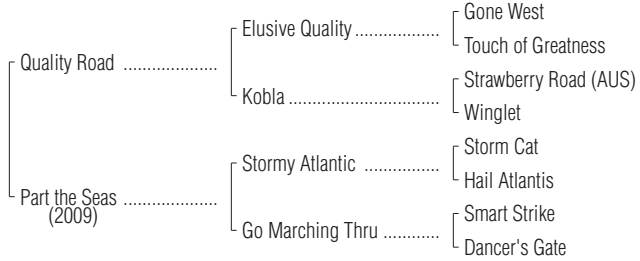 Gone West
Elusive Quality ..................
Touch of Greatness
Quality Road ....................
Strawberry Road (AUS)
Kobla ................................
Winglet
Storm Cat
Stormy Atlantic ................
Hail Atlantis
Part the Seas ....................
(2009)
Smart Strike
Go Marching Thru ............
Dancer's Gate